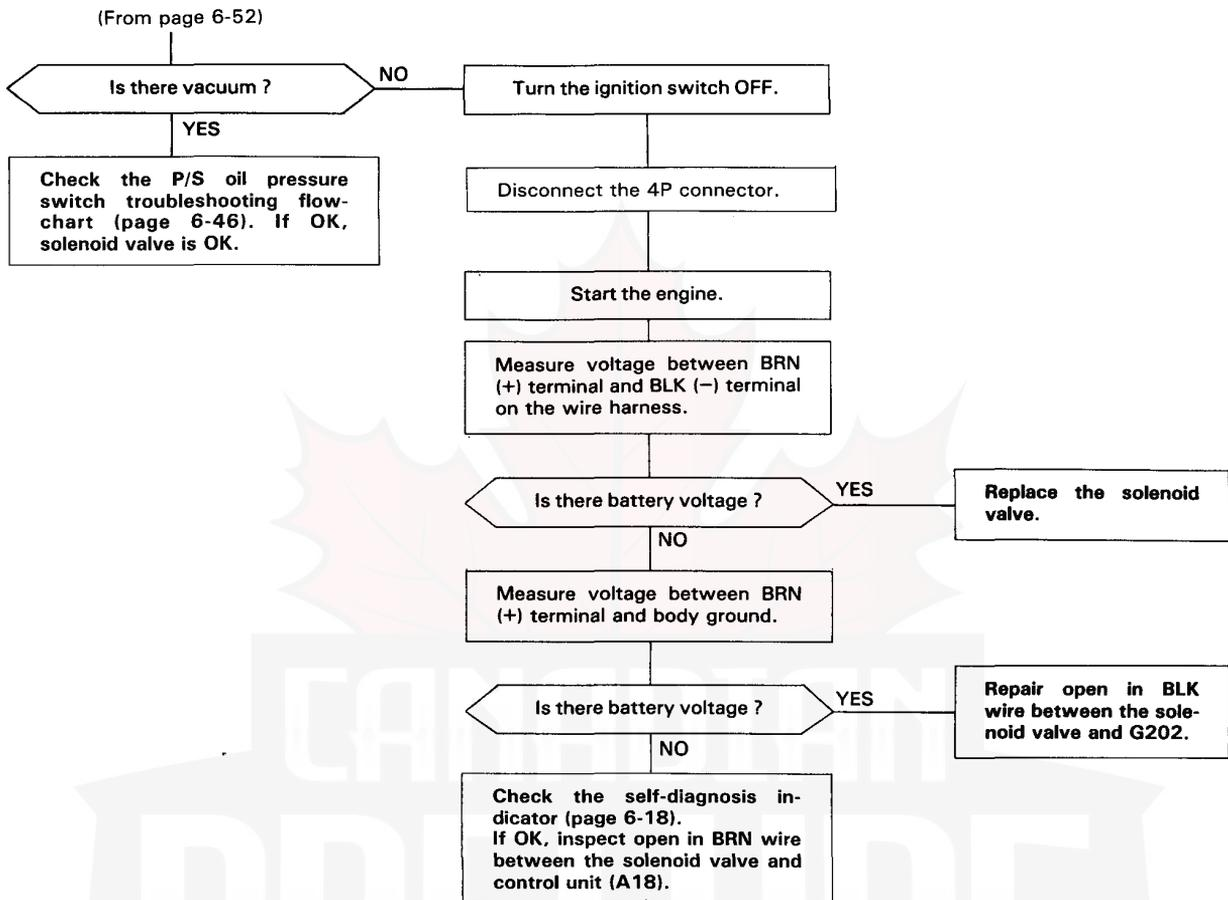 (From page 6-52)
Is there vacuum ?
NO
Turn the ignition switch OFF.
YES
Check the P/S oil pressure
switch troubleshooting flow-
chart (page 6-46). If OK,
solenoid valve is OK.
Disconnect the 4P connector.
Start the engine.
Measure voltage between BRN
(+) terminal and BLK (−) terminal
on the wire harness.
Is there battery voltage ?
YES
Replace the solenoid
valve.
NO
Measure voltage between BRN
(+) terminal and body ground.
Is there battery voltage ?
YES
Repair open in BLK
wire between the sole-
noid valve and G202.
NO
Check the self-diagnosis in-
dicator (page 6-18).
If OK, inspect open in BRN wire
between the solenoid valve and
control unit (A18).
CANADIAN